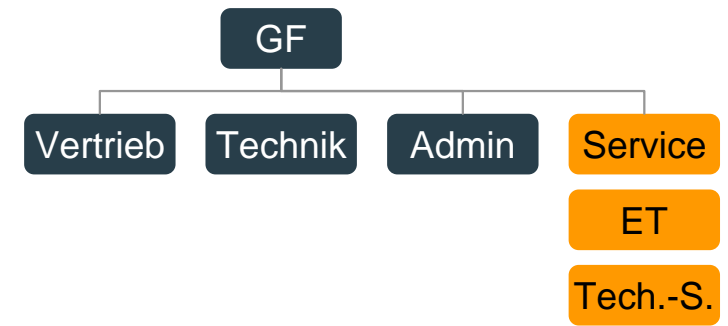 GF
Vertrieb
Technik
Admin
Service
ET
Tech.-S.